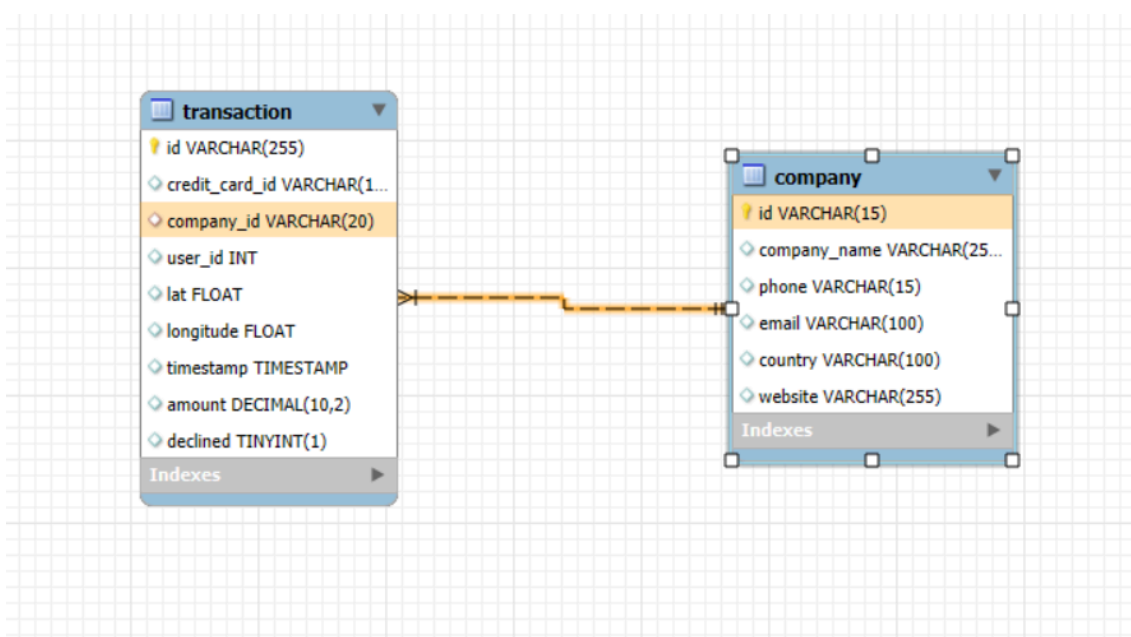 transaction
id VARCHAR(255)
credit_card_id VARCHAR(1...
company_id VARCHAR(20)
user_id INT
lat FLOAT
longitude FLOAT
timestamp TIMESTAMP
amount DECIMAL(10,2)
declined TINYINT(1)
Indexes
company
id VARCHAR(15)
company_name VARCHAR(25...
phone VARCHAR(15)
email VARCHAR(100)
country VARCHAR(100)
website VARCHAR(255)
Indexes